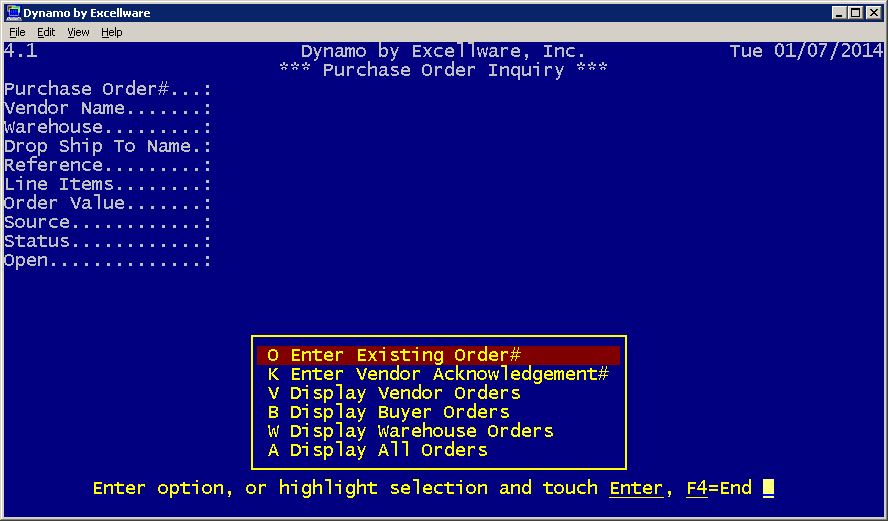 Dynamo by Excellware
File Edit View Help
4.1 Dynamo by Excellware, Inc. Tue 01/07/2014
*** Purchase Order Inquiry ***
Purchase Order#...:
Vendor Name.......:
Warehouse.........:
Drop Ship To Name.:
Reference.........:
Line Items........:
Order Value.......:
Source............:
Status............:
Open..............:
O Enter Existing Order#
K Enter Vendor Acknowledgement#
V Display Vendor Orders
B Display Buyer Orders
W Display Warehouse Orders
A Display All Orders
Enter option, or highlight selection and touch Enter, F4=End